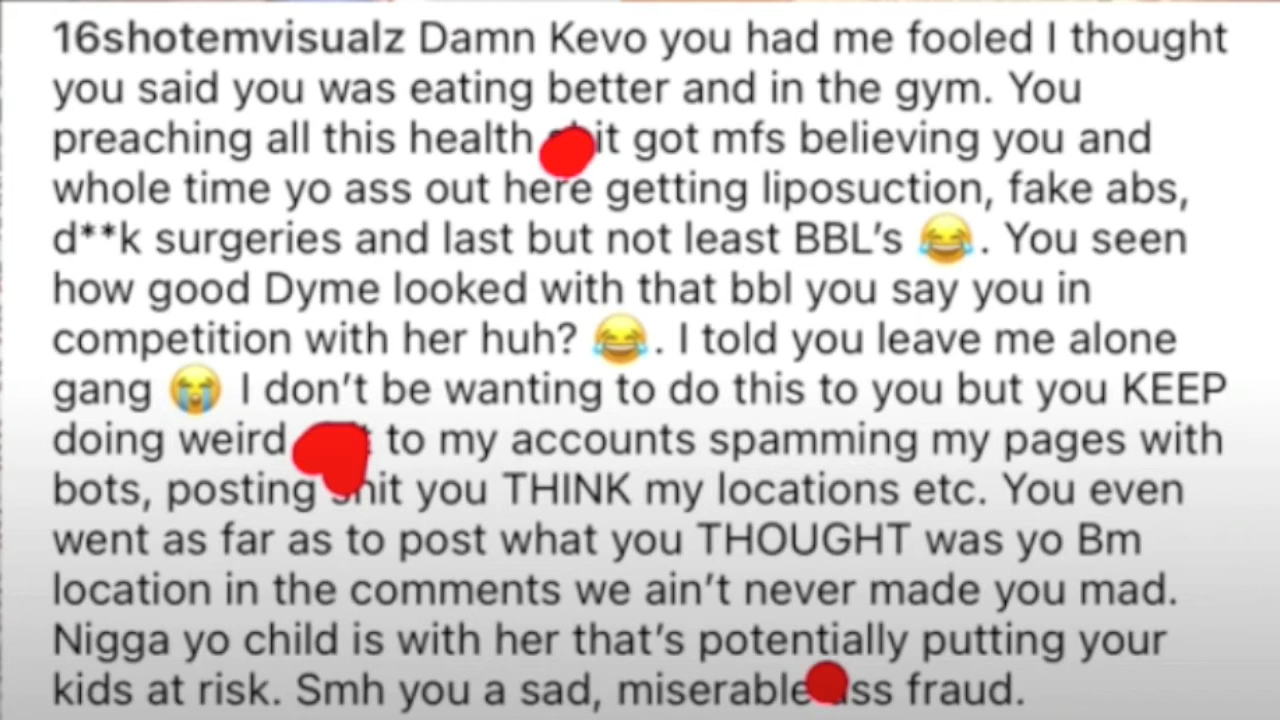 16shotemvisualz Damn Kevo you had me fooled I thought
you said you was eating better and in the gym. You
preaching all this health it got mfs believing you and
whole time yo ass out here getting liposuction, fake abs,
d**k surgeries and last but not least BBL’s 😂. You seen
how good Dyme looked with that bbl you say you in
competition with her huh? 😂. I told you leave me alone
gang 😭 I don’t be wanting to do this to you but you KEEP
doing weird to my accounts spamming my pages with
bots, posting shit you THINK my locations etc. You even
went as far as to post what you THOUGHT was yo Bm
location in the comments we ain’t never made you mad.
Nigga yo child is with her that’s potentially putting your
kids at risk. Smh you a sad, miserable ss fraud.